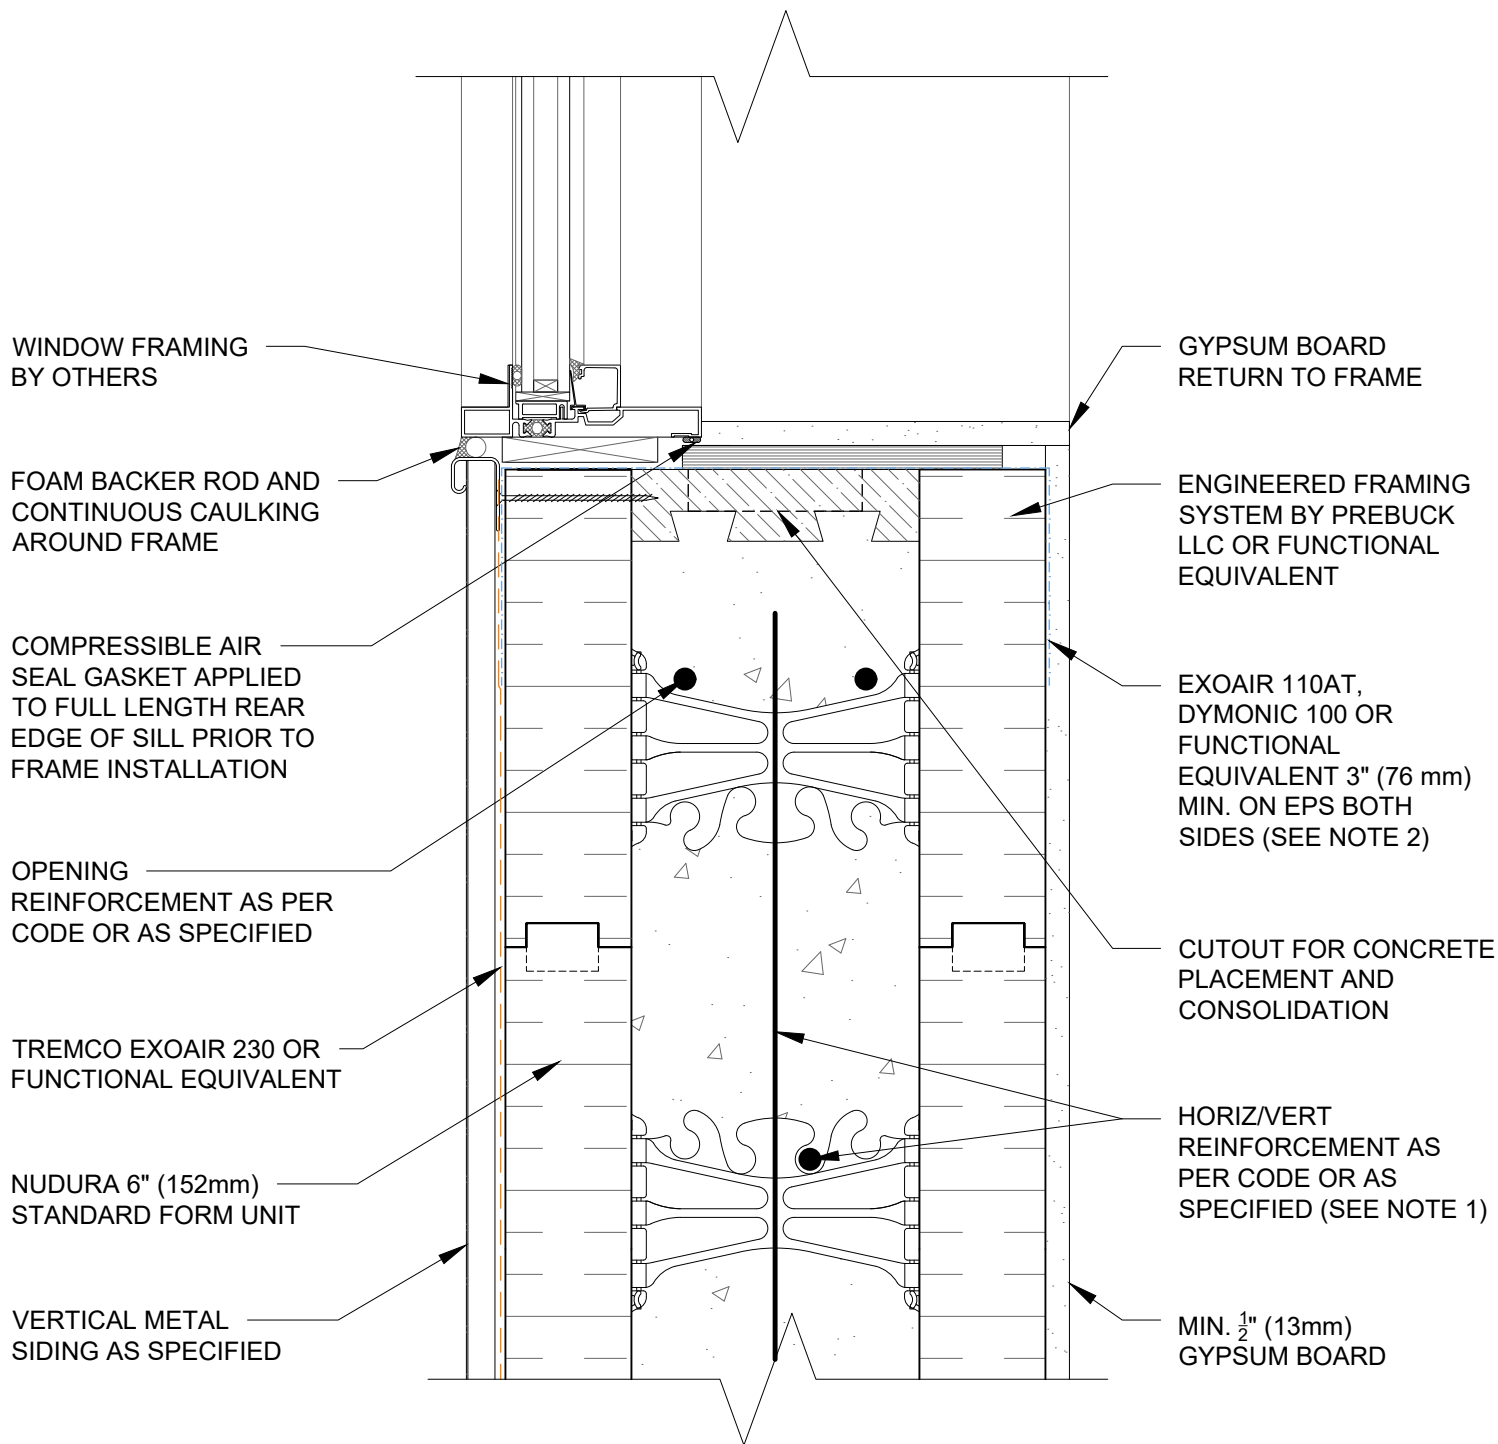 WINDOW FRAMING
BY OTHERS
FOAM BACKER ROD AND
CONTINUOUS CAULKING
AROUND FRAME
COMPRESSIBLE AIR
SEAL GASKET APPLIED
TO FULL LENGTH REAR
EDGE OF SILL PRIOR TO
FRAME INSTALLATION
OPENING
REINFORCEMENT AS PER
CODE OR AS SPECIFIED
TREMCO EXOAIR 230 OR
FUNCTIONAL EQUIVALENT
NUDURA 6" (152mm)
STANDARD FORM UNIT
VERTICAL METAL
SIDING AS SPECIFIED
GYPSUM BOARD
RETURN TO FRAME
ENGINEERED FRAMING
SYSTEM BY PREBUCK
LLC OR FUNCTIONAL
EQUIVALENT
EXOAIR 110AT,
DYMONIC 100 OR
FUNCTIONAL
EQUIVALENT 3" (76 mm)
MIN. ON EPS BOTH
SIDES (SEE NOTE 2)
CUTOUT FOR CONCRETE
PLACEMENT AND
CONSOLIDATION
HORIZ/VERT
REINFORCEMENT AS
PER CODE OR AS
SPECIFIED (SEE NOTE 1)
MIN. 1/2" (13mm)
GYPSUM BOARD